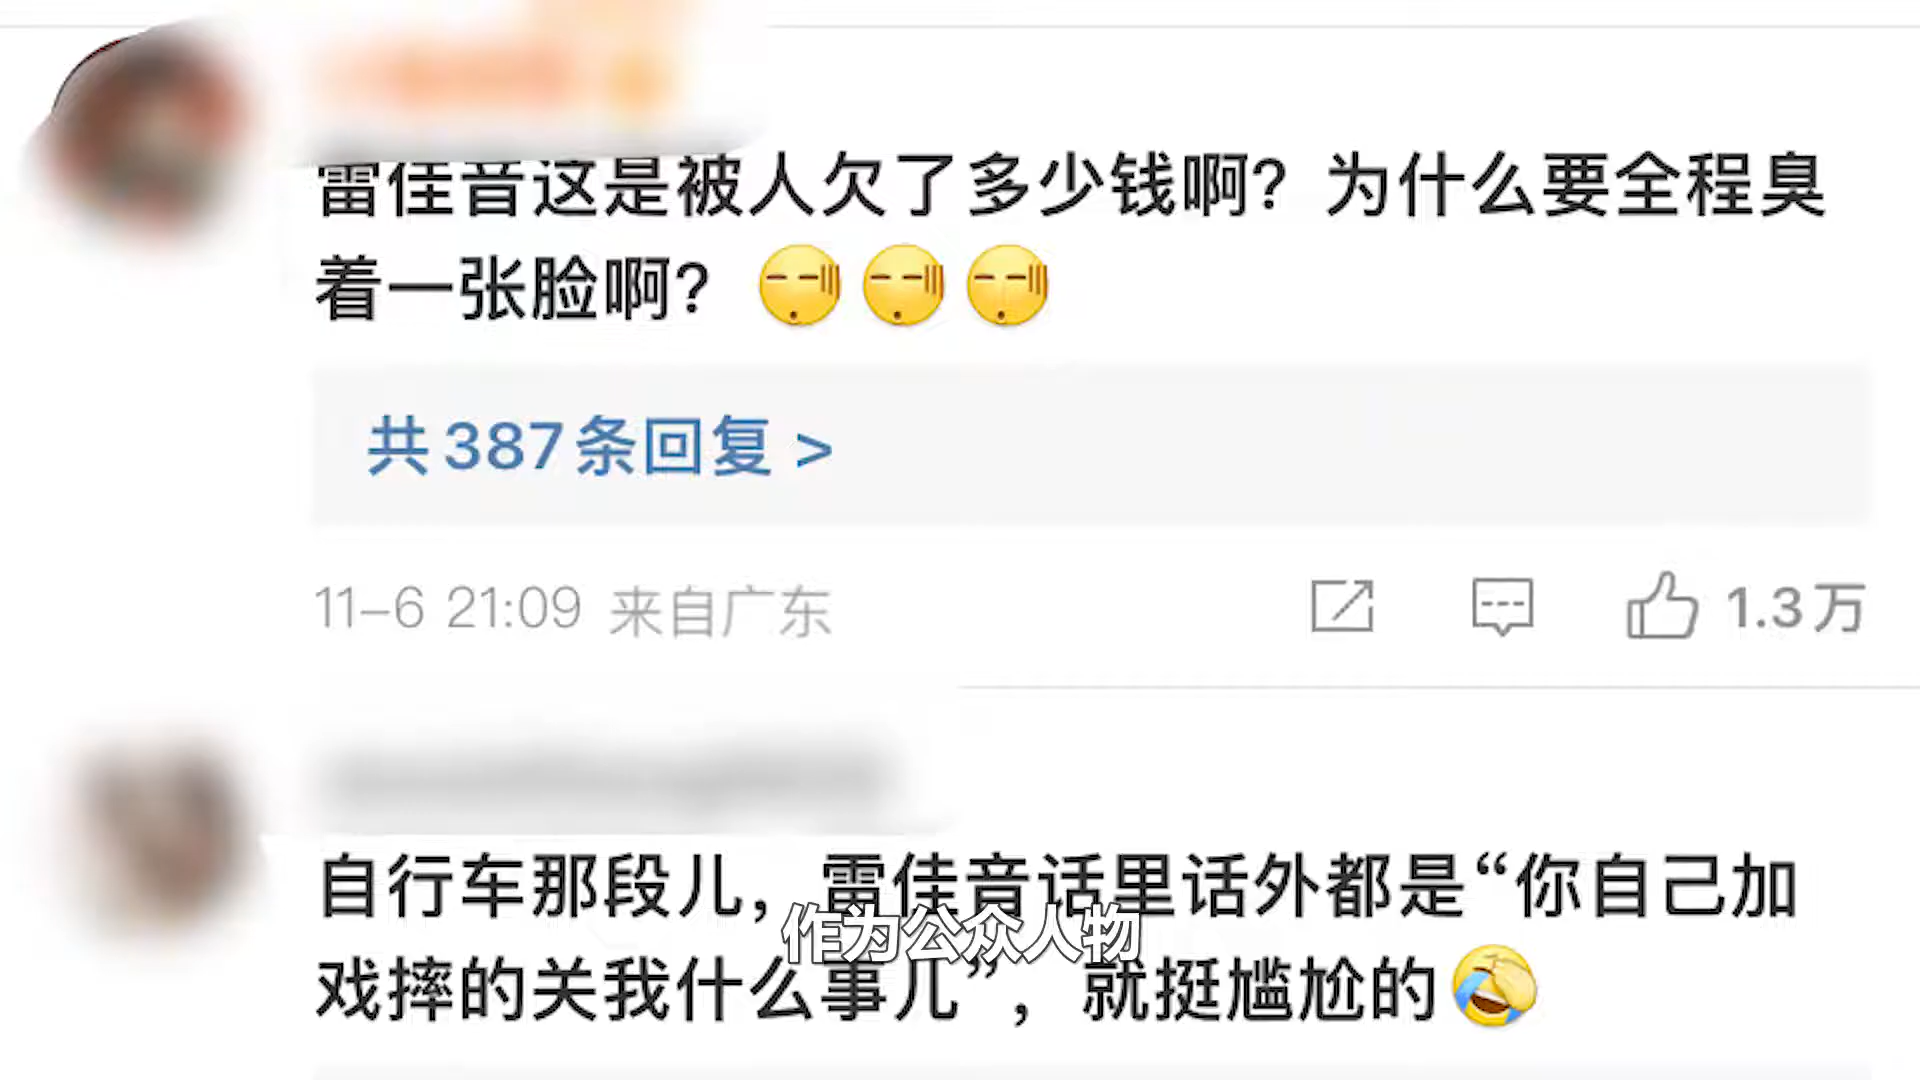 雷佳音这是被人欠了多少钱啊？为什么要全程臭
着一张脸啊？
共387条回复 >
11-6 21:09 来自广东
1.3万
自行车那段儿，雷佳音话里话外都是“你自己加
戏摔的关我什么事儿”，就挺尴尬的
作为公众人物